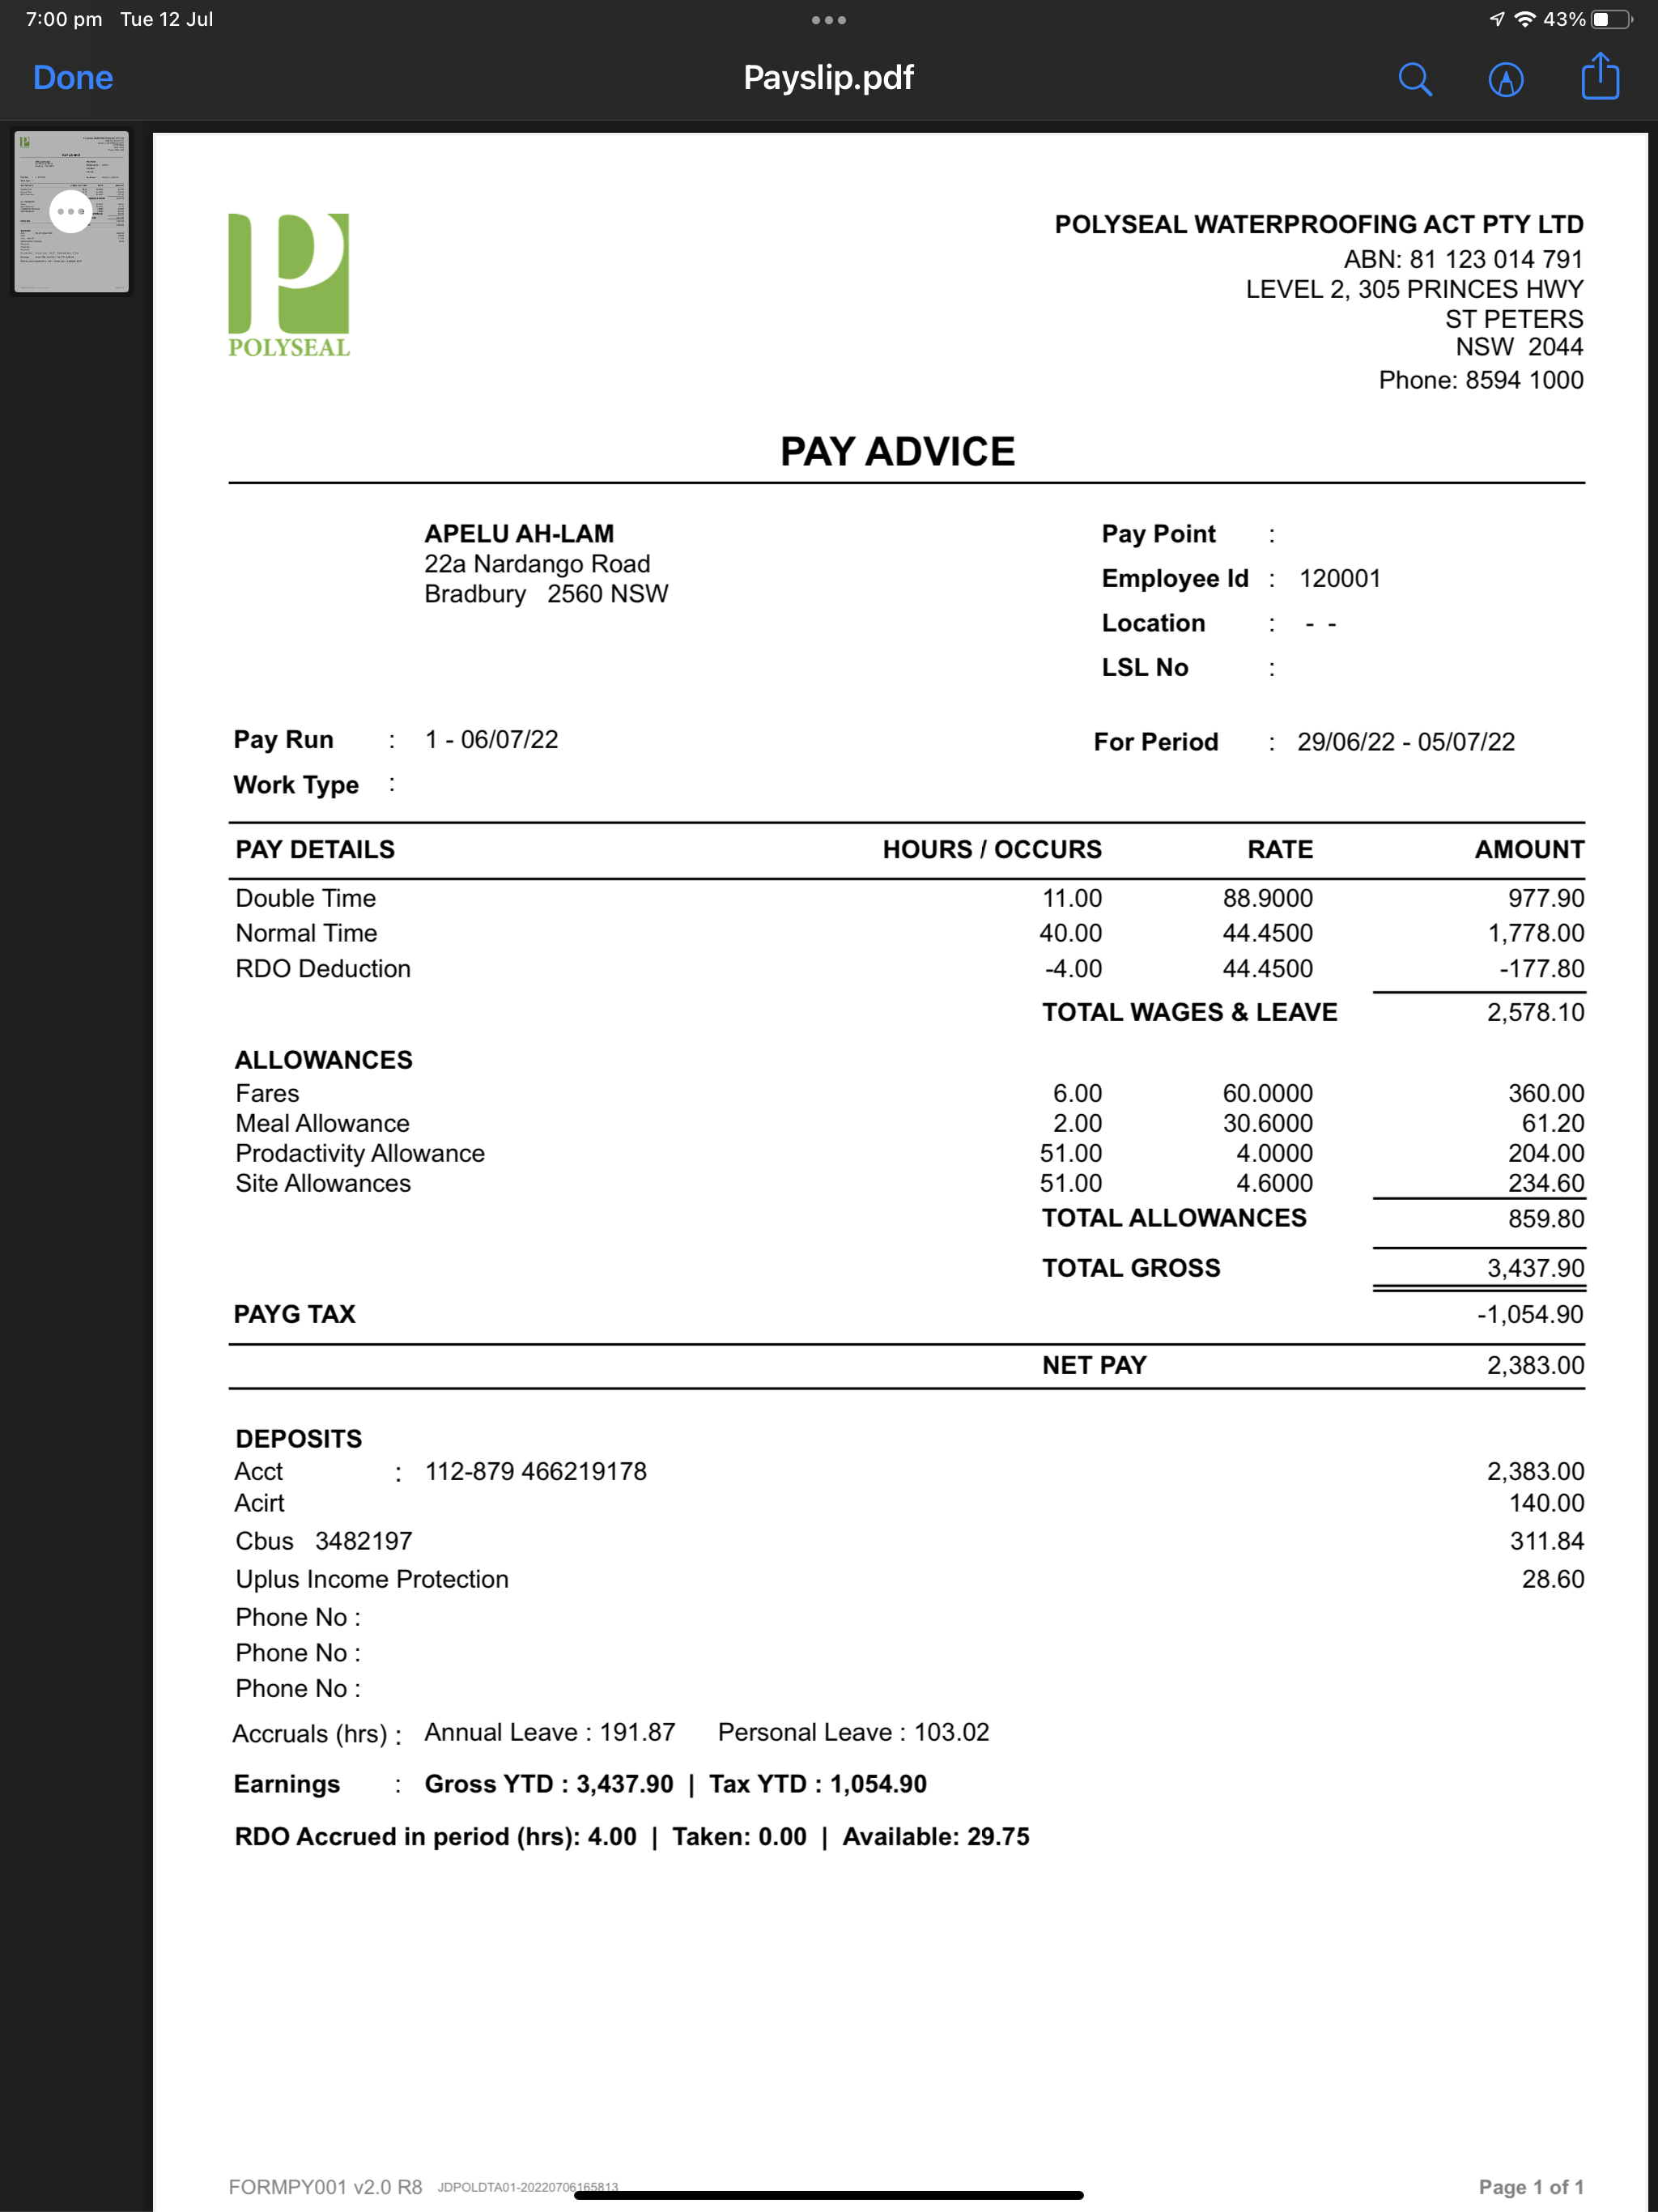 7:00 pm Tue 12 Jul
43%
Done
Payslip.pdf
POLYSEAL
POLYSEAL WATERPROOFING ACT PTY LTD
ABN: 81 123 014 791
LEVEL 2, 305 PRINCES HWY
ST PETERS
NSW 2044
Phone: 8594 1000
PAY ADVICE
APELU AH-LAM
22a Nardango Road
Bradbury 2560 NSW
Pay Point :
Employee Id : 120001
Location : - -
LSL No :
Pay Run : 1 - 06/07/22
For Period : 29/06/22 - 05/07/22
Work Type :
PAY DETAILS HOURS / OCCURS RATE AMOUNT
Double Time 11.00 88.9000 977.90
Normal Time 40.00 44.4500 1,778.00
RDO Deduction -4.00 44.4500 -177.80
TOTAL WAGES & LEAVE 2,578.10
ALLOWANCES
Fares 6.00 60.0000 360.00
Meal Allowance 2.00 30.6000 61.20
Prodactivity Allowance 51.00 4.0000 204.00
Site Allowances 51.00 4.6000 234.60
TOTAL ALLOWANCES 859.80
TOTAL GROSS 3,437.90
PAYG TAX -1,054.90
NET PAY 2,383.00
DEPOSITS
Acct : 112-879 466219178 2,383.00
Acirt 140.00
Cbus 3482197 311.84
Uplus Income Protection 28.60
Phone No :
Phone No :
Phone No :
Accruals (hrs) : Annual Leave : 191.87 Personal Leave : 103.02
Earnings : Gross YTD : 3,437.90 | Tax YTD : 1,054.90
RDO Accrued in period (hrs): 4.00 | Taken: 0.00 | Available: 29.75
FORMPY001 v2.0 R8 JDPOLDTA01-20220706165813
Page 1 of 1